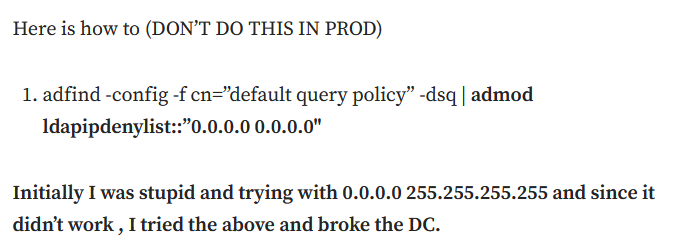 Here is how to (DON’T DO THIS IN PROD)
1. adfind -config -f cn=”default query policy” -dsq | admod
ldapipdenylist::”0.0.0.0 0.0.0.0"
Initially I was stupid and trying with 0.0.0.0 255.255.255.255 and since it
didn’t work , I tried the above and broke the DC.